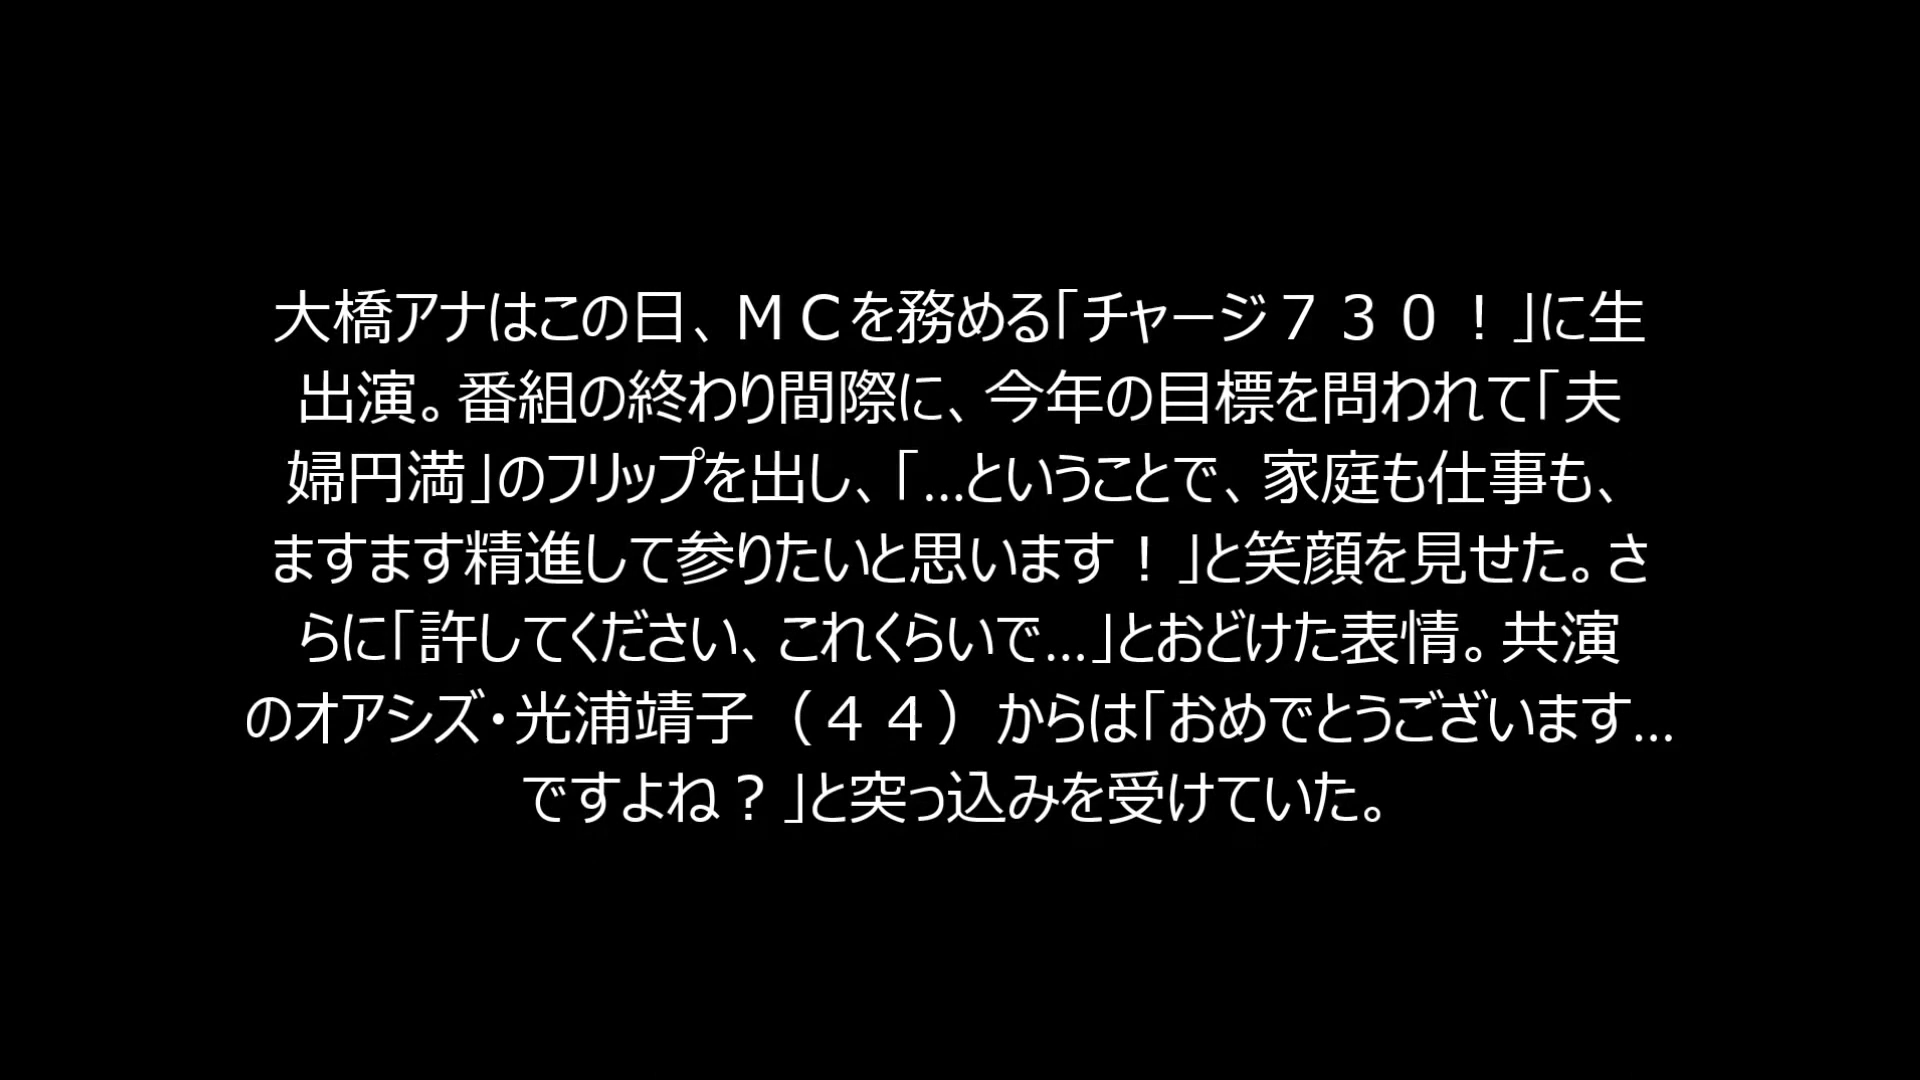 大橋アナはこの日、ＭＣを務める「チャージ７３０！」に生
出演。番組の終わり間際に、今年の目標を問われて「夫
婦円満」のフリップを出し、「…ということで、家庭も仕事も、
ますます精進して参りたいと思います！」と笑顔を見せた。さ
らに「許してください、これくらいで…」とおどけた表情。共演
のオアシズ・光浦靖子（４４）からは「おめでとうございます…
ですよね？」と突っ込みを受けていた。